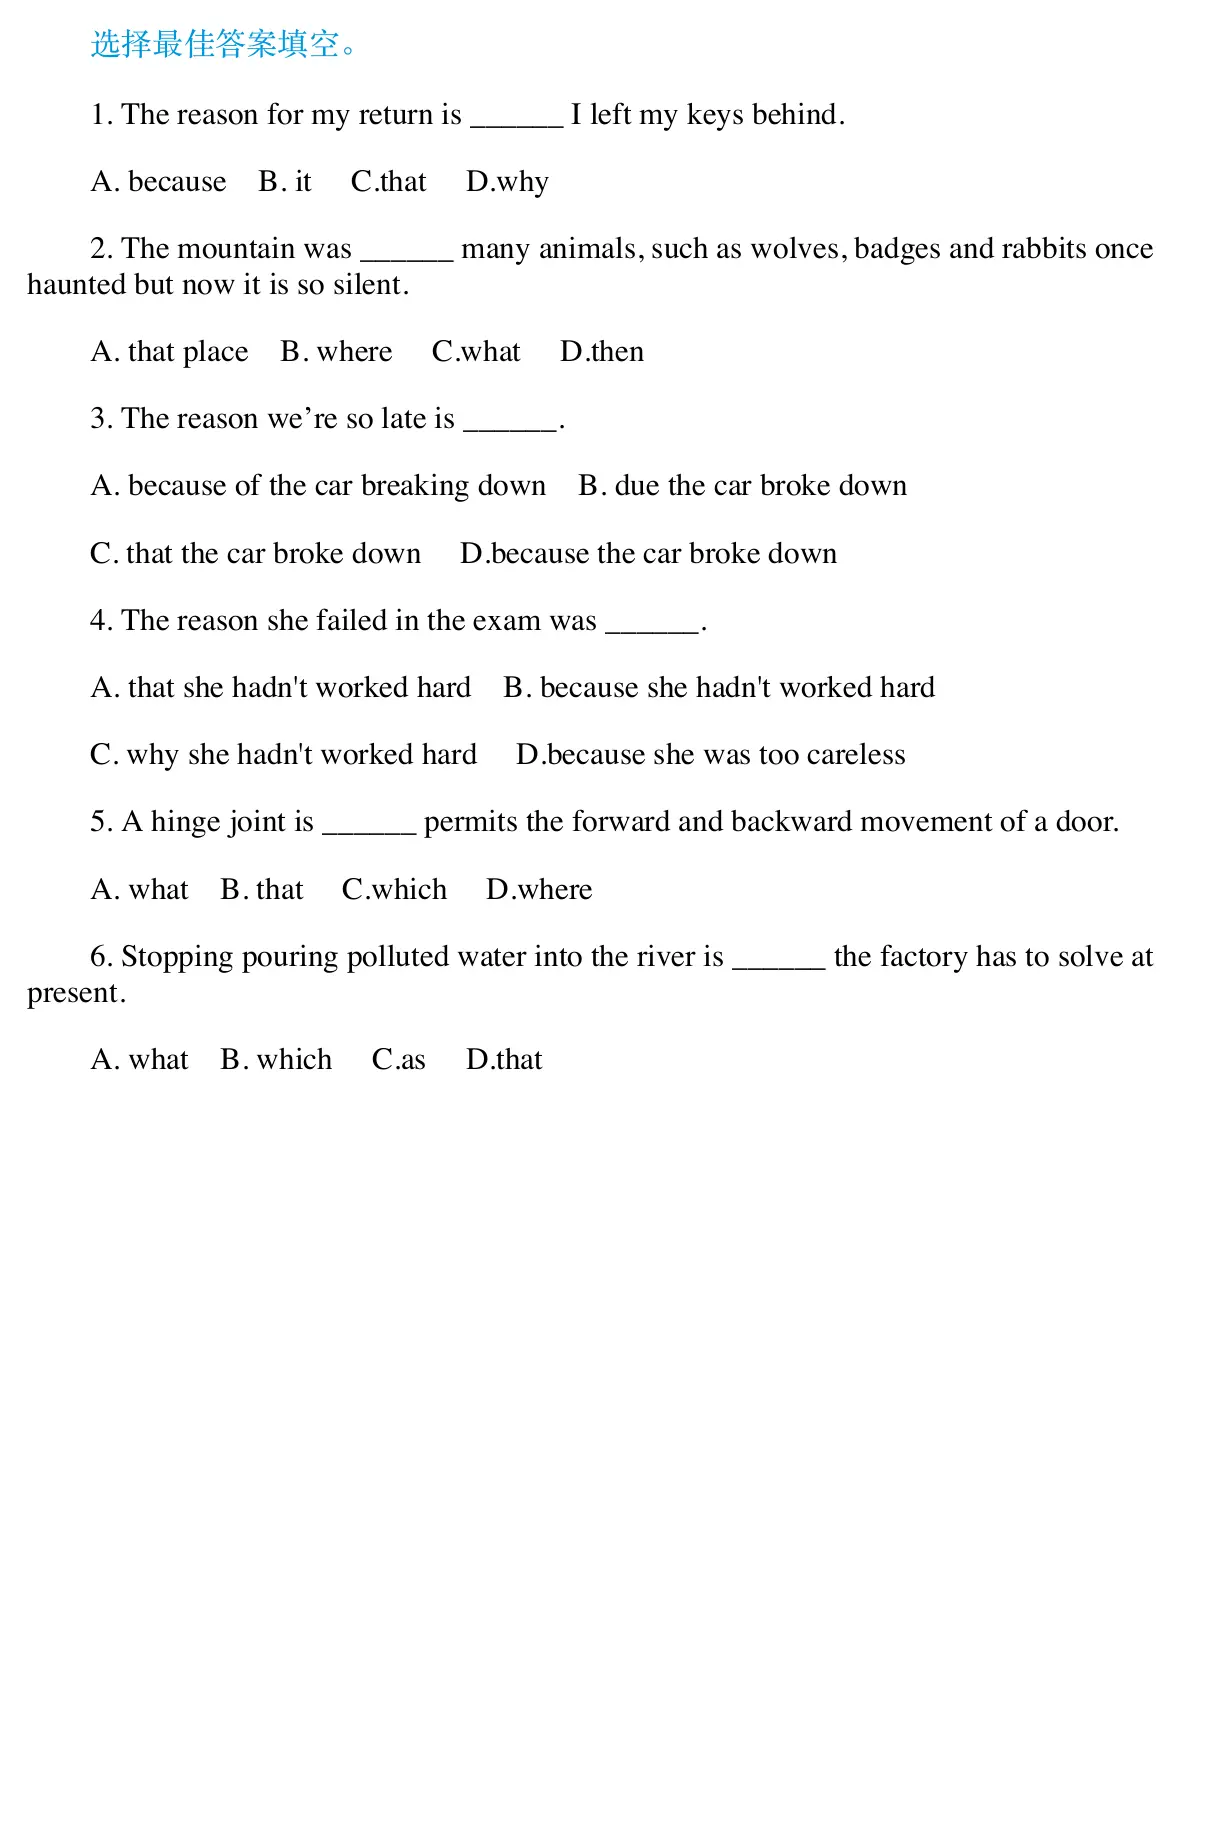 选择最佳答案填空。
1. The reason for my return is ______ I left my keys behind.
A. because B. it C.that D.why
2. The mountain was ______ many animals, such as wolves, badges and rabbits once
haunted but now it is so silent.
A. that place B. where C.what D.then
3. The reason we’re so late is ______.
A. because of the car breaking down B. due the car broke down
C. that the car broke down D.because the car broke down
4. The reason she failed in the exam was ______.
A. that she hadn't worked hard B. because she hadn't worked hard
C. why she hadn't worked hard D.because she was too careless
5. A hinge joint is ______ permits the forward and backward movement of a door.
A. what B. that C.which D.where
6. Stopping pouring polluted water into the river is ______ the factory has to solve at
present.
A. what B. which C.as D.that